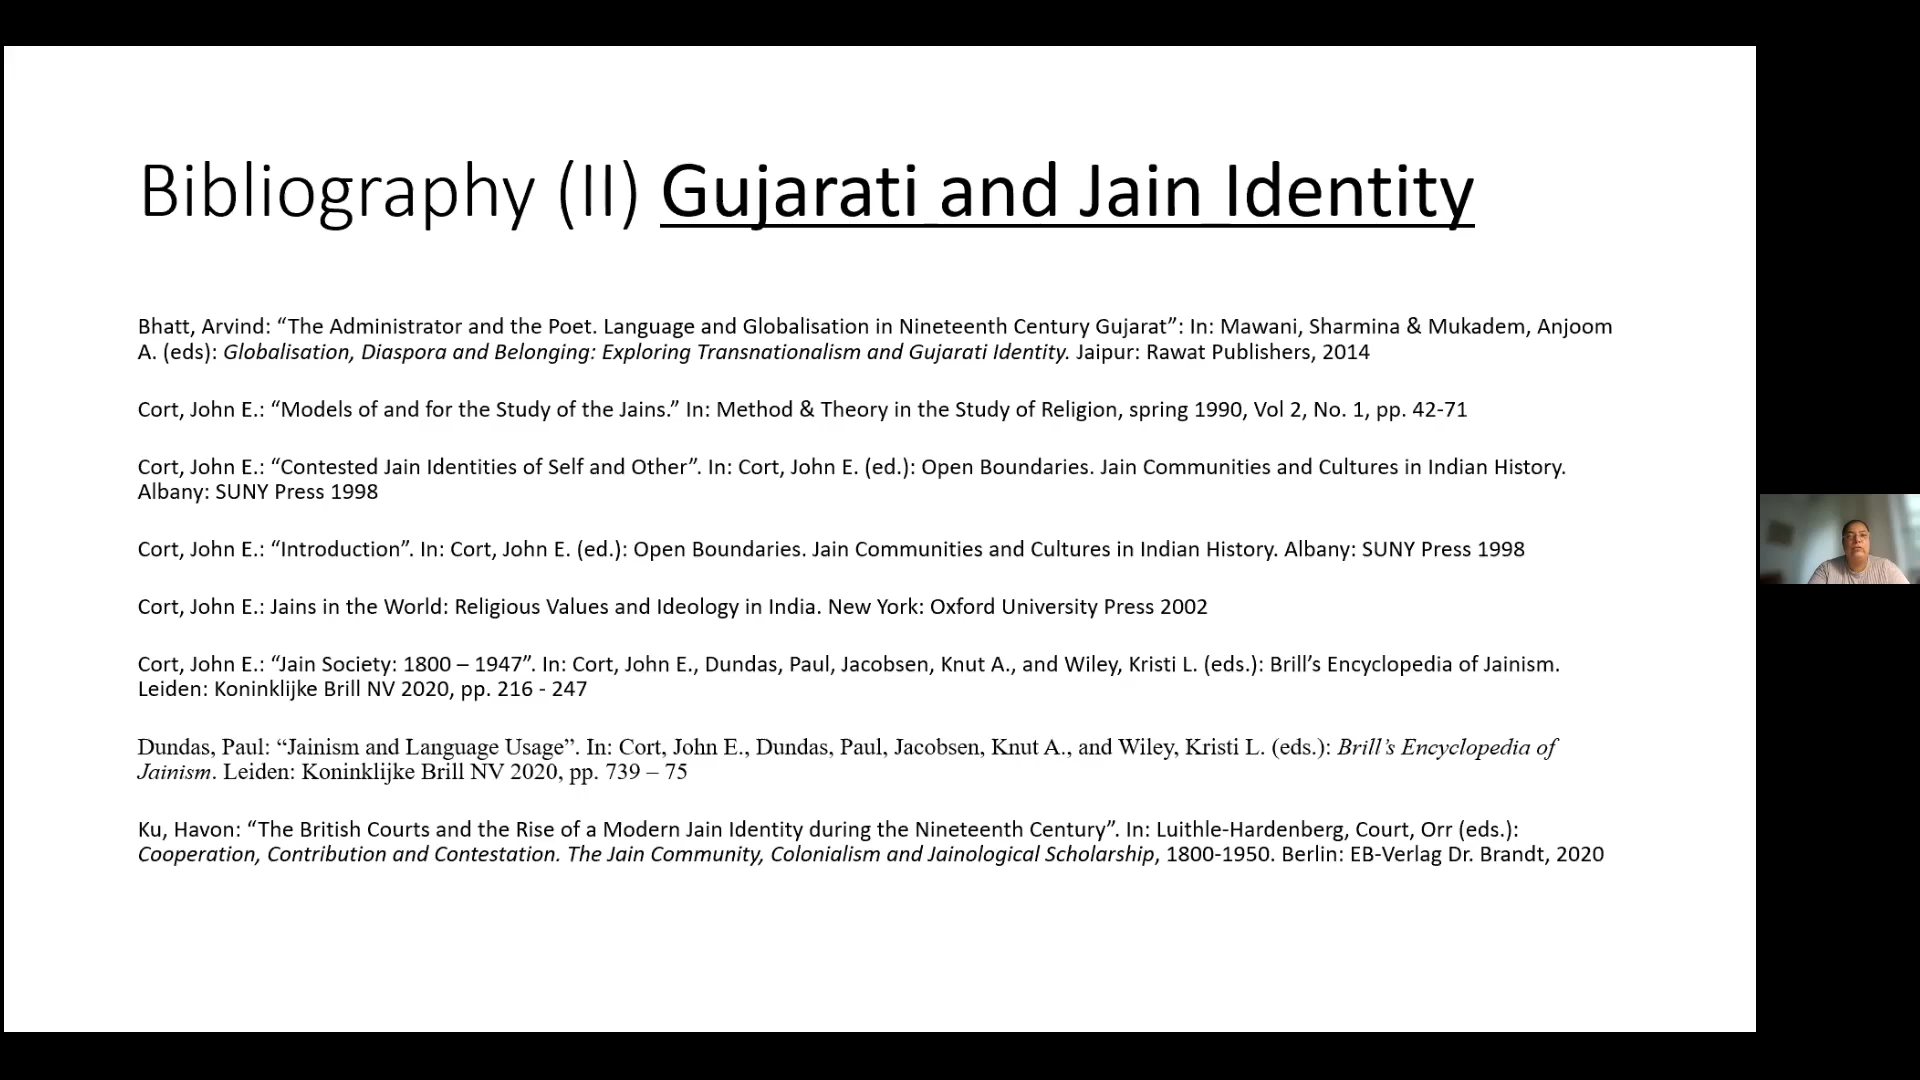 Bibliography (II) Gujarati and Jain Identity
Bhatt, Arvind: “The Administrator and the Poet. Language and Globalisation in Nineteenth Century Gujarat”: In: Mawani, Sharmina & Mukadem, Anjoom
A. (eds): Globalisation, Diaspora and Belonging: Exploring Transnationalism and Gujarati Identity. Jaipur: Rawat Publishers, 2014
Cort, John E.: “Models of and for the Study of the Jains.” In: Method & Theory in the Study of Religion, spring 1990, Vol 2, No. 1, pp. 42-71
Cort, John E.: “Contested Jain Identities of Self and Other”. In: Cort, John E. (ed.): Open Boundaries. Jain Communities and Cultures in Indian History.
Albany: SUNY Press 1998
Cort, John E.: “Introduction”. In: Cort, John E. (ed.): Open Boundaries. Jain Communities and Cultures in Indian History. Albany: SUNY Press 1998
Cort, John E.: Jains in the World: Religious Values and Ideology in India. New York: Oxford University Press 2002
Cort, John E.: “Jain Society: 1800 – 1947”. In: Cort, John E., Dundas, Paul, Jacobsen, Knut A., and Wiley, Kristi L. (eds.): Brill’s Encyclopedia of Jainism.
Leiden: Koninklijke Brill NV 2020, pp. 216 - 247
Dundas, Paul: “Jainism and Language Usage”. In: Cort, John E., Dundas, Paul, Jacobsen, Knut A., and Wiley, Kristi L. (eds.): Brill’s Encyclopedia of
Jainism. Leiden: Koninklijke Brill NV 2020, pp. 739 – 75
Ku, Havon: “The British Courts and the Rise of a Modern Jain Identity during the Nineteenth Century”. In: Luithle-Hardenberg, Court, Orr (eds.):
Cooperation, Contribution and Contestation. The Jain Community, Colonialism and Jainological Scholarship, 1800-1950. Berlin: EB-Verlag Dr. Brandt, 2020